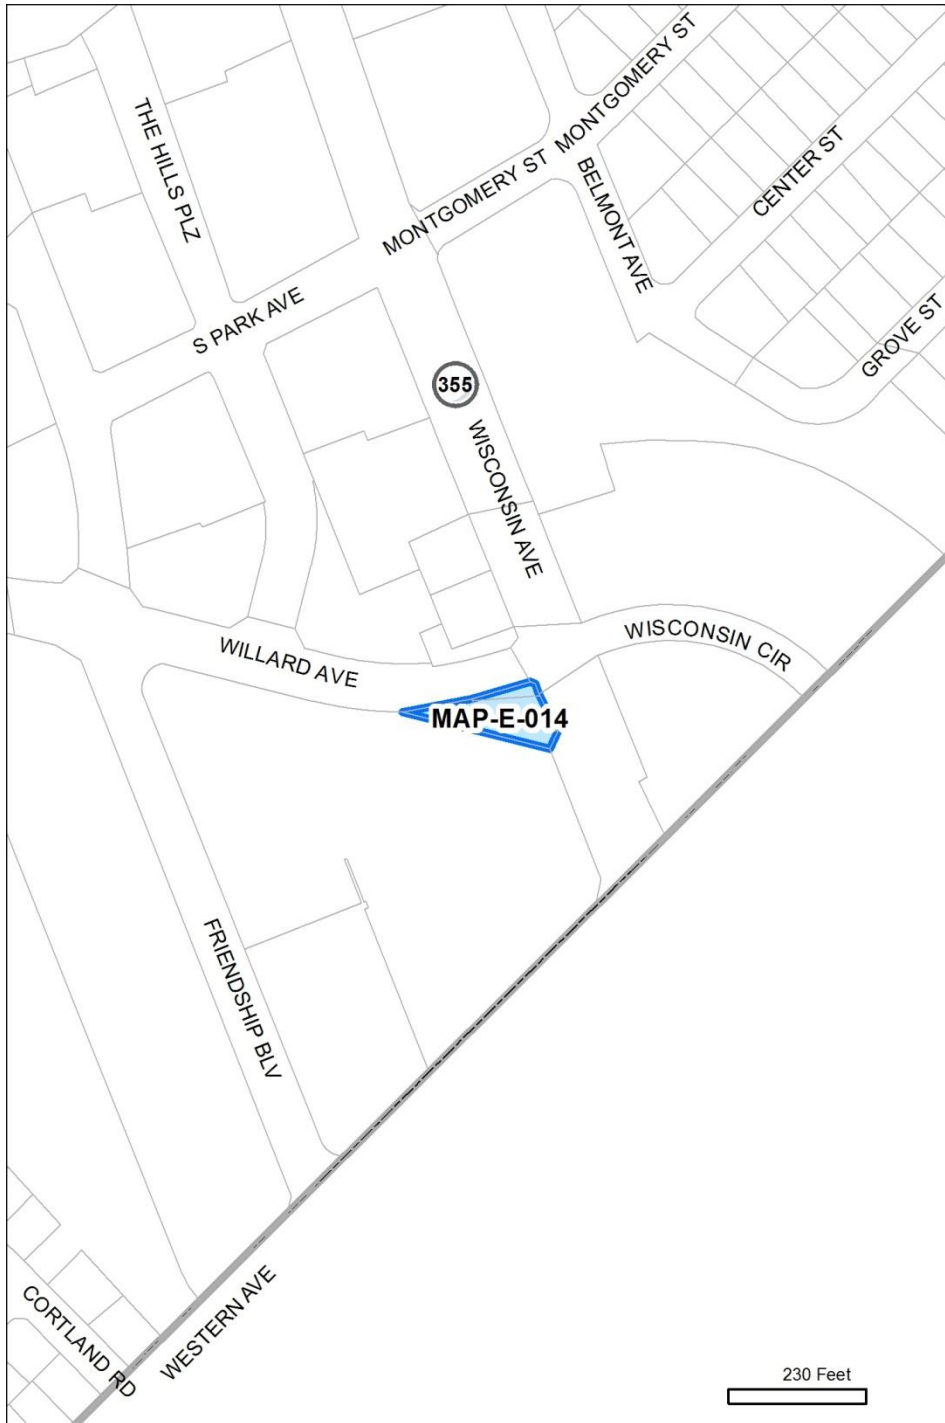 MONTGOMERY ST
THE HILLS PLZ
CENTER ST
MONTGOMERY ST
BELMONT AVE
S PARK AVE
GROVE ST
355
WISCONSIN AVE
WISCONSIN CIR
WILLARD AVE
MAP-E-014
FRIENDSHIP BLV
WESTERN AVE
CORTLAND RD
230 Feet